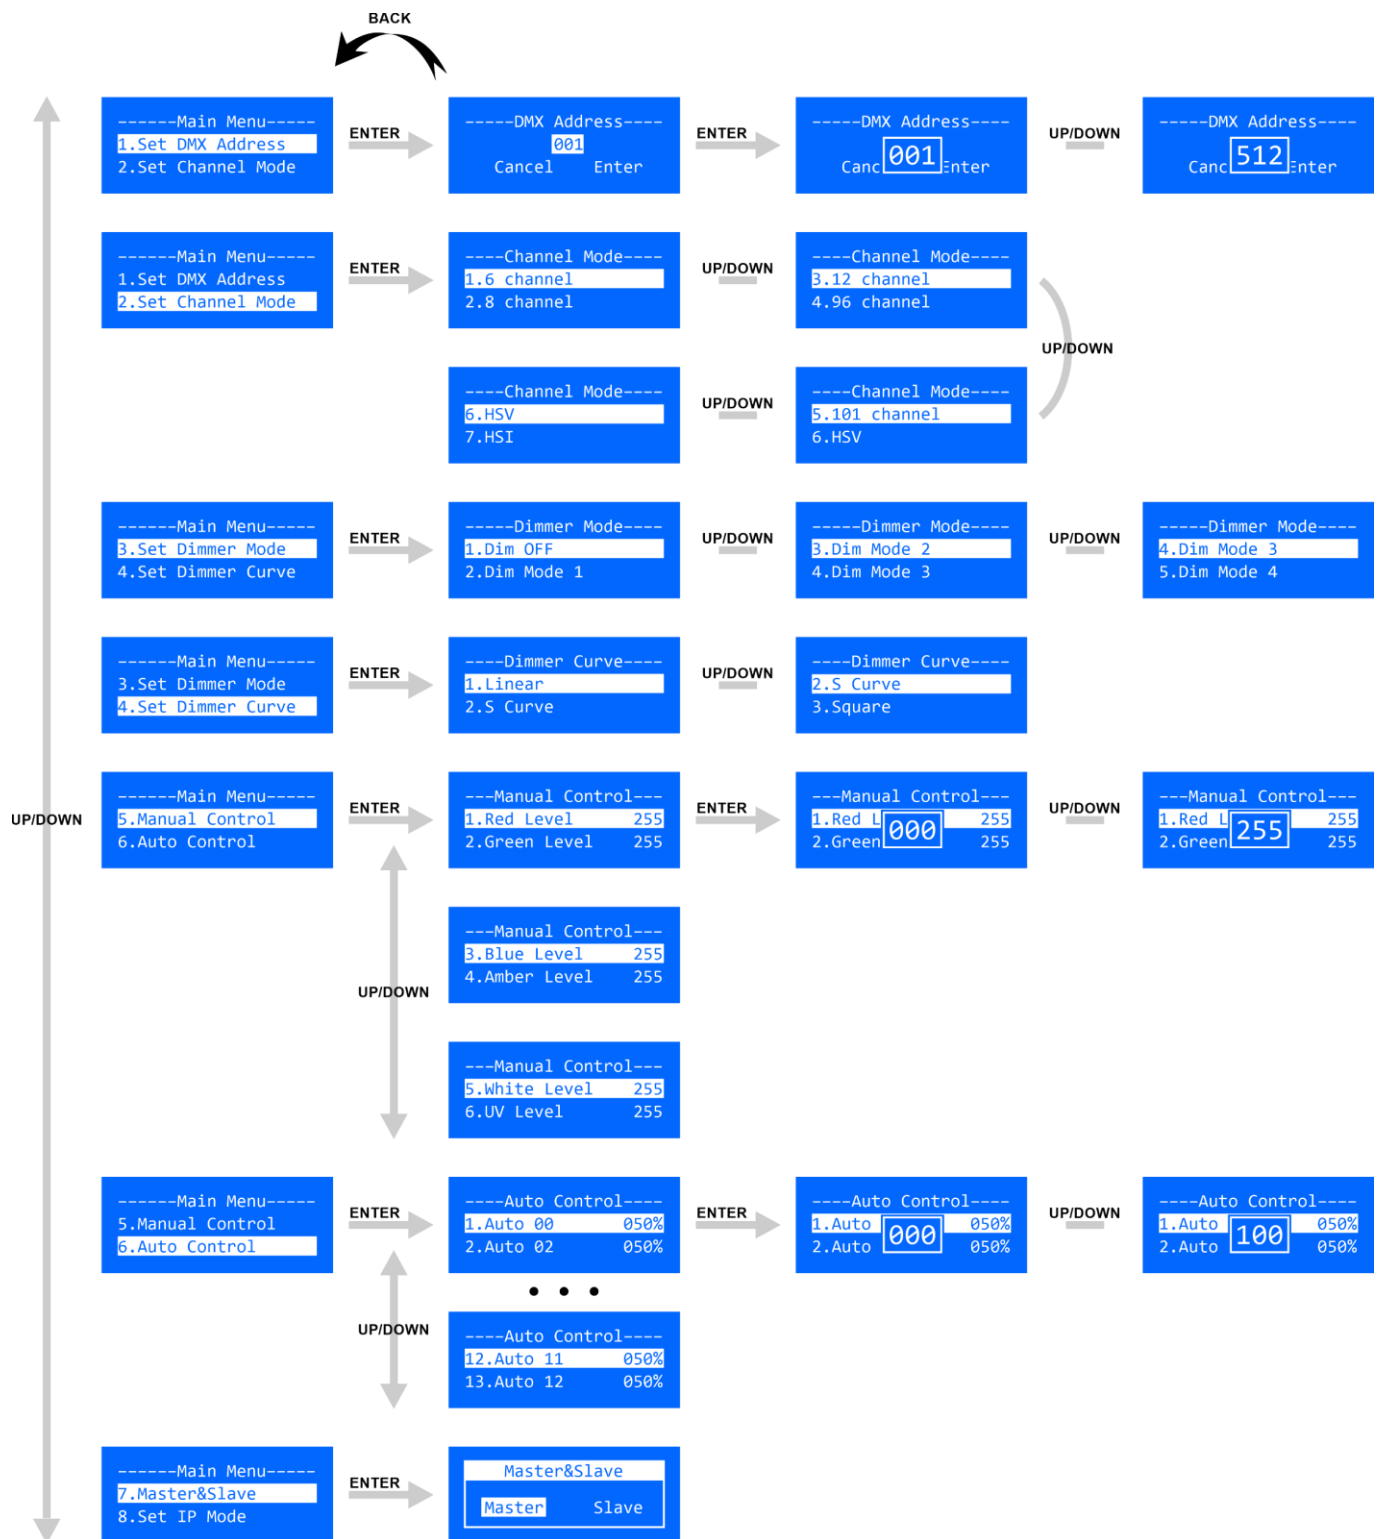 BACK
------Main Menu-----
1.Set DMX Address
2.Set Channel Mode
ENTER
-----DMX Address----
001
Cancel Enter
ENTER
-----DMX Address----
001
Canc nter
UP/DOWN
-----DMX Address----
512
Canc nter
------Main Menu-----
1.Set DMX Address
2.Set Channel Mode
ENTER
----Channel Mode----
1.6 channel
2.8 channel
UP/DOWN
----Channel Mode----
3.12 channel
4.96 channel
UP/DOWN
----Channel Mode----
6.HSV
7.HSI
UP/DOWN
----Channel Mode----
5.101 channel
6.HSV
------Main Menu-----
3.Set Dimmer Mode
4.Set Dimmer Curve
ENTER
-----Dimmer Mode----
1.Dim OFF
2.Dim Mode 1
UP/DOWN
-----Dimmer Mode----
3.Dim Mode 2
4.Dim Mode 3
UP/DOWN
-----Dimmer Mode----
4.Dim Mode 3
5.Dim Mode 4
------Main Menu-----
3.Set Dimmer Mode
4.Set Dimmer Curve
ENTER
----Dimmer Curve----
1.Linear
2.S Curve
UP/DOWN
----Dimmer Curve----
2.S Curve
3.Square
UP/DOWN
------Main Menu-----
5.Manual Control
6.Auto Control
ENTER
---Manual Control---
1.Red Level 255
2.Green Level 255
ENTER
---Manual Control---
1.Red L 255
000
2.Green 255
UP/DOWN
---Manual Control---
1.Red L 255
255
2.Green 255
UP/DOWN
---Manual Control---
3.Blue Level 255
4.Amber Level 255
---Manual Control---
5.White Level 255
6.UV Level 255
------Main Menu-----
5.Manual Control
6.Auto Control
ENTER
----Auto Control----
1.Auto 00 050%
2.Auto 02 050%
ENTER
----Auto Control----
1.Auto 050%
000
2.Auto 050%
UP/DOWN
----Auto Control----
1.Auto 050%
100
2.Auto 050%
• • •
UP/DOWN
----Auto Control----
12.Auto 11 050%
13.Auto 12 050%
------Main Menu-----
7.Master&Slave
8.Set IP Mode
ENTER
Master&Slave
Master Slave